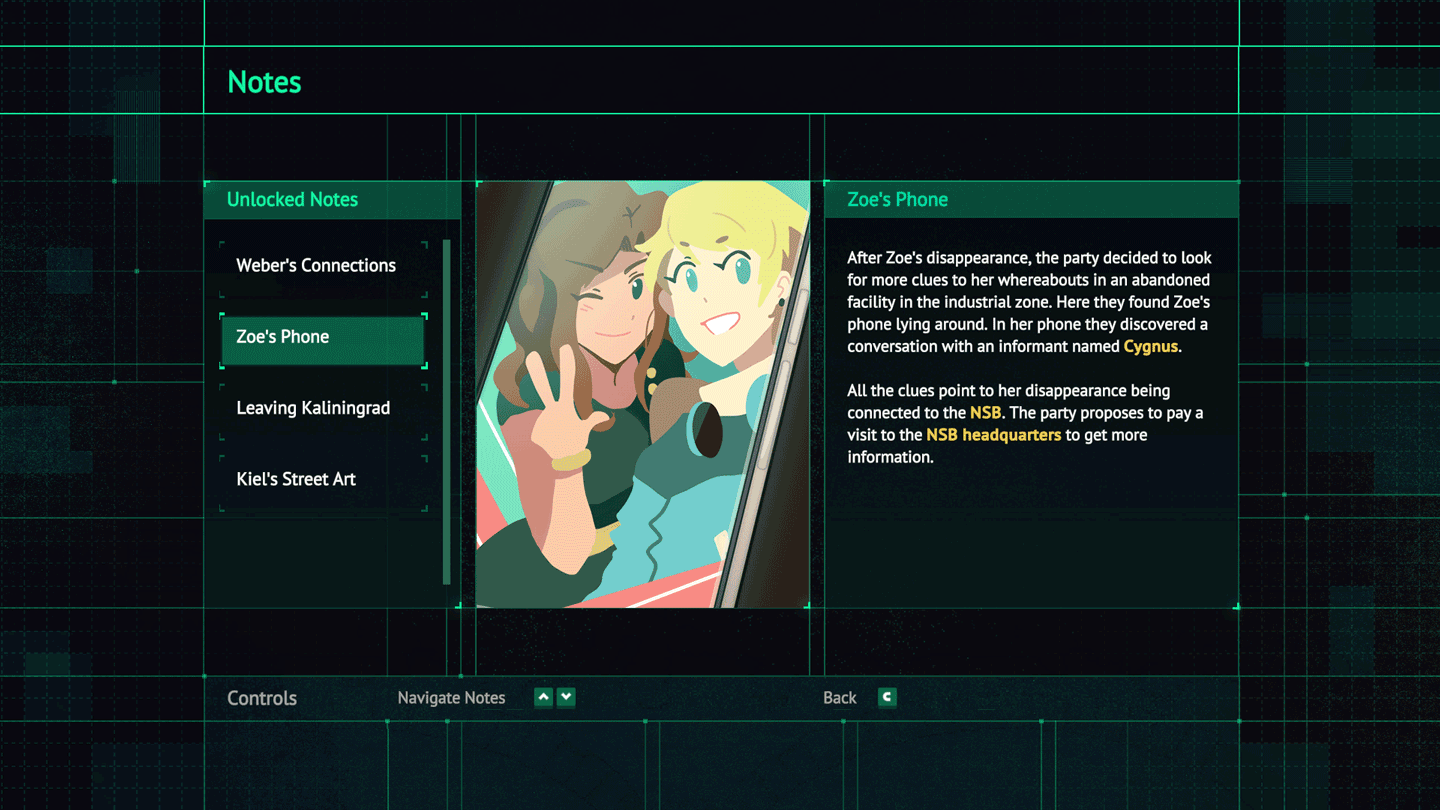 Notes
Unlocked Notes
Weber's Connections
Zoe's Phone
Leaving Kaliningrad
Kiel's Street Art
Zoe's Phone
After Zoe's disappearance, the party decided to look
for more clues to her whereabouts in an abandoned
facility in the industrial zone. Here they found Zoe's
phone lying around. In her phone they discovered a
conversation with an informant named Cygnus.
All the clues point to her disappearance being
connected to the NSB. The party proposes to pay a
visit to the NSB headquarters to get more
information.
Controls
Navigate Notes
Back
C